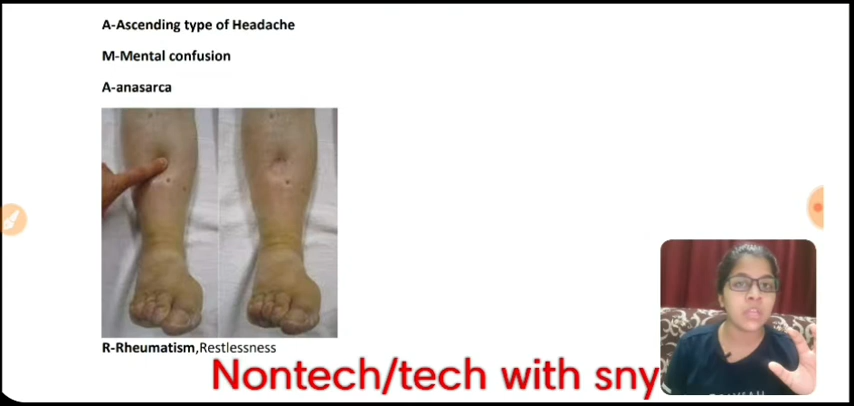 A-Ascending type of Headache
M-Mental confusion
A-anasarca
R-Rheumatism,Restlessness
Nontech/tech with sny